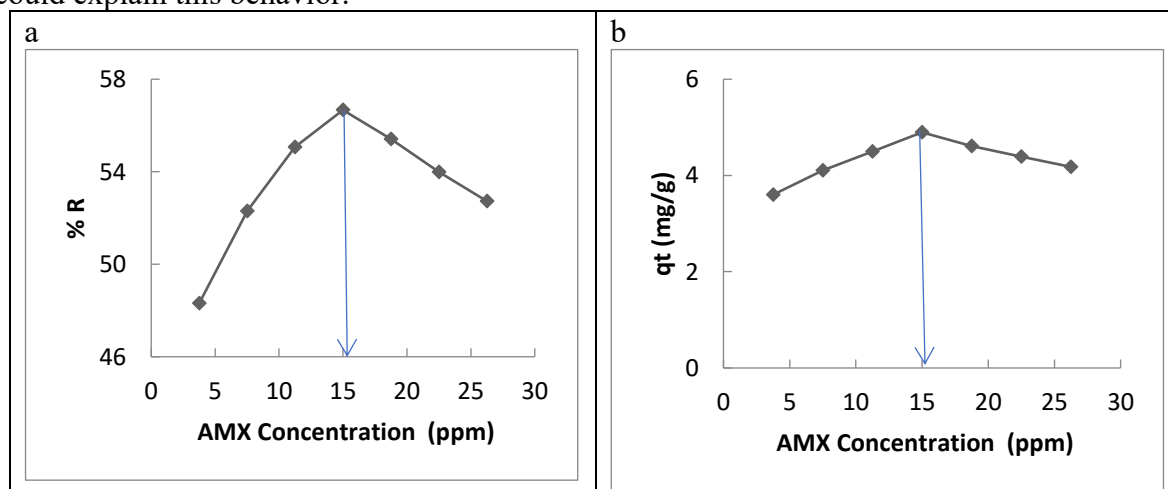 could explain this behavior.
a
58
54
50
46
% R
0 5 10 15 20 25 30
AMX Concentration (ppm)
b
6
4
2
0
qt (mg/g)
0 5 10 15 20 25 30
AMX Concentration (ppm)